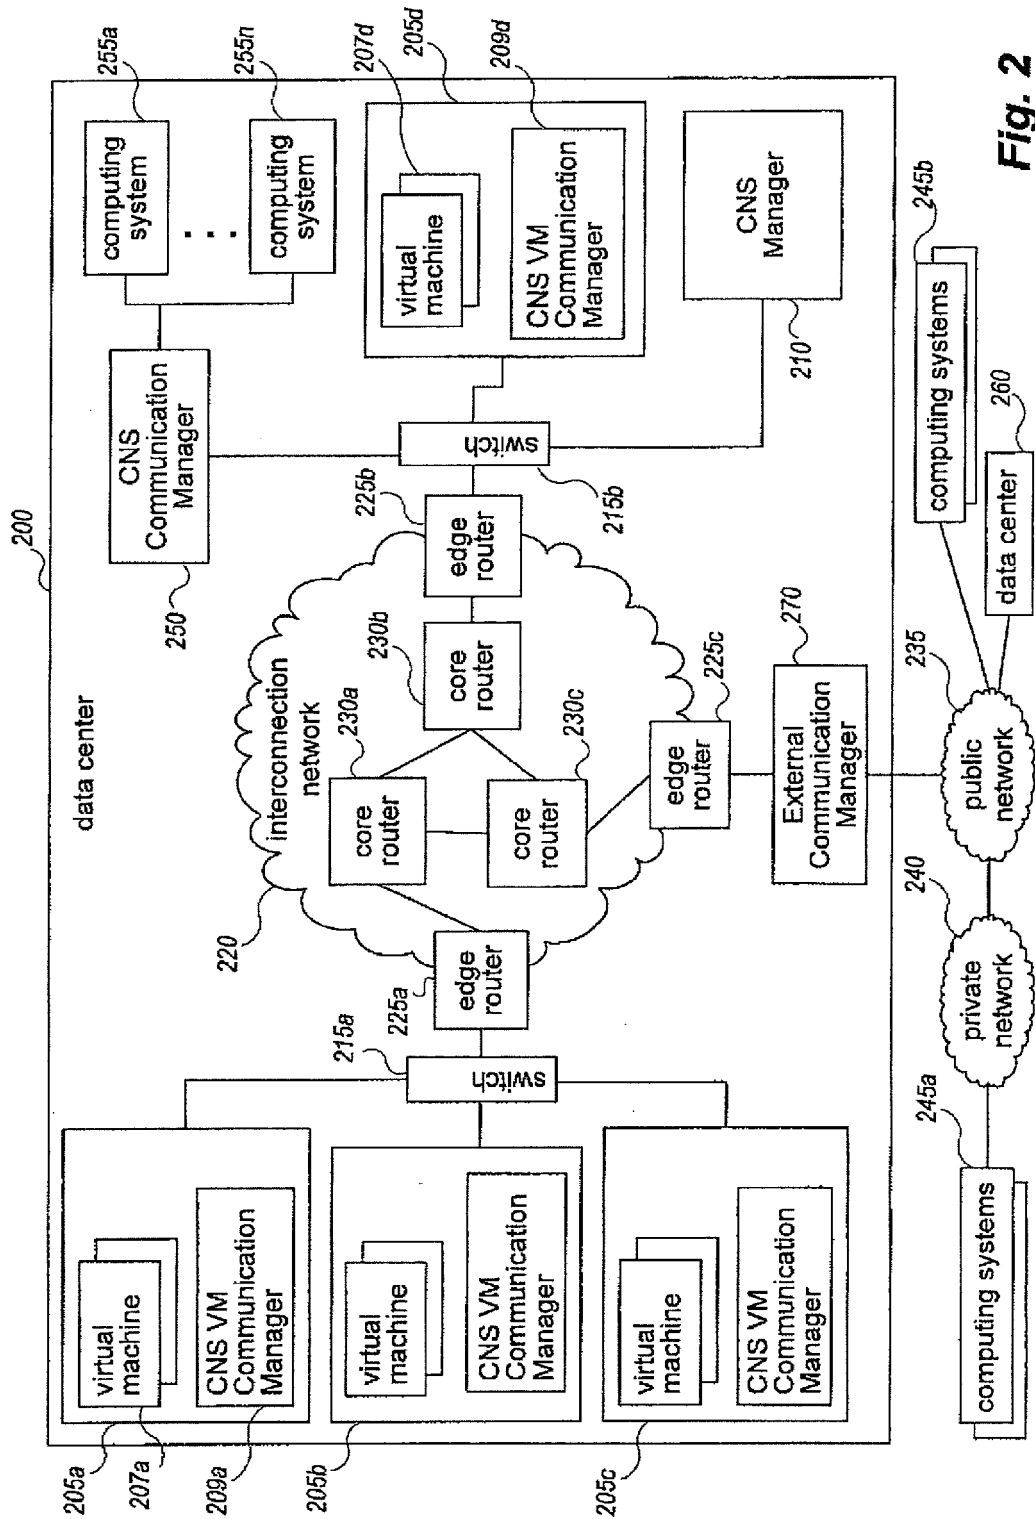 200
data center
205a
207a
209a
virtual
machine
CNS VM
Communication
Manager
205b
virtual
machine
CNS VM
Communication
Manager
205c
virtual
machine
CNS VM
Communication
Manager
215a
switch
225a
edge
router
220
interconnection
network
230a
core
router
230b
core
router
230c
core
router
225b
edge
router
225c
edge
router
215b
switch
250
CNS
Communication
Manager
255a
computing
system
. . .
255n
computing
system
207d
205d
209d
virtual
machine
CNS VM
Communication
Manager
210
CNS
Manager
270
External
Communication
Manager
245a
computing systems
240
private
network
235
public
network
245b
computing systems
260
data center
Fig. 2